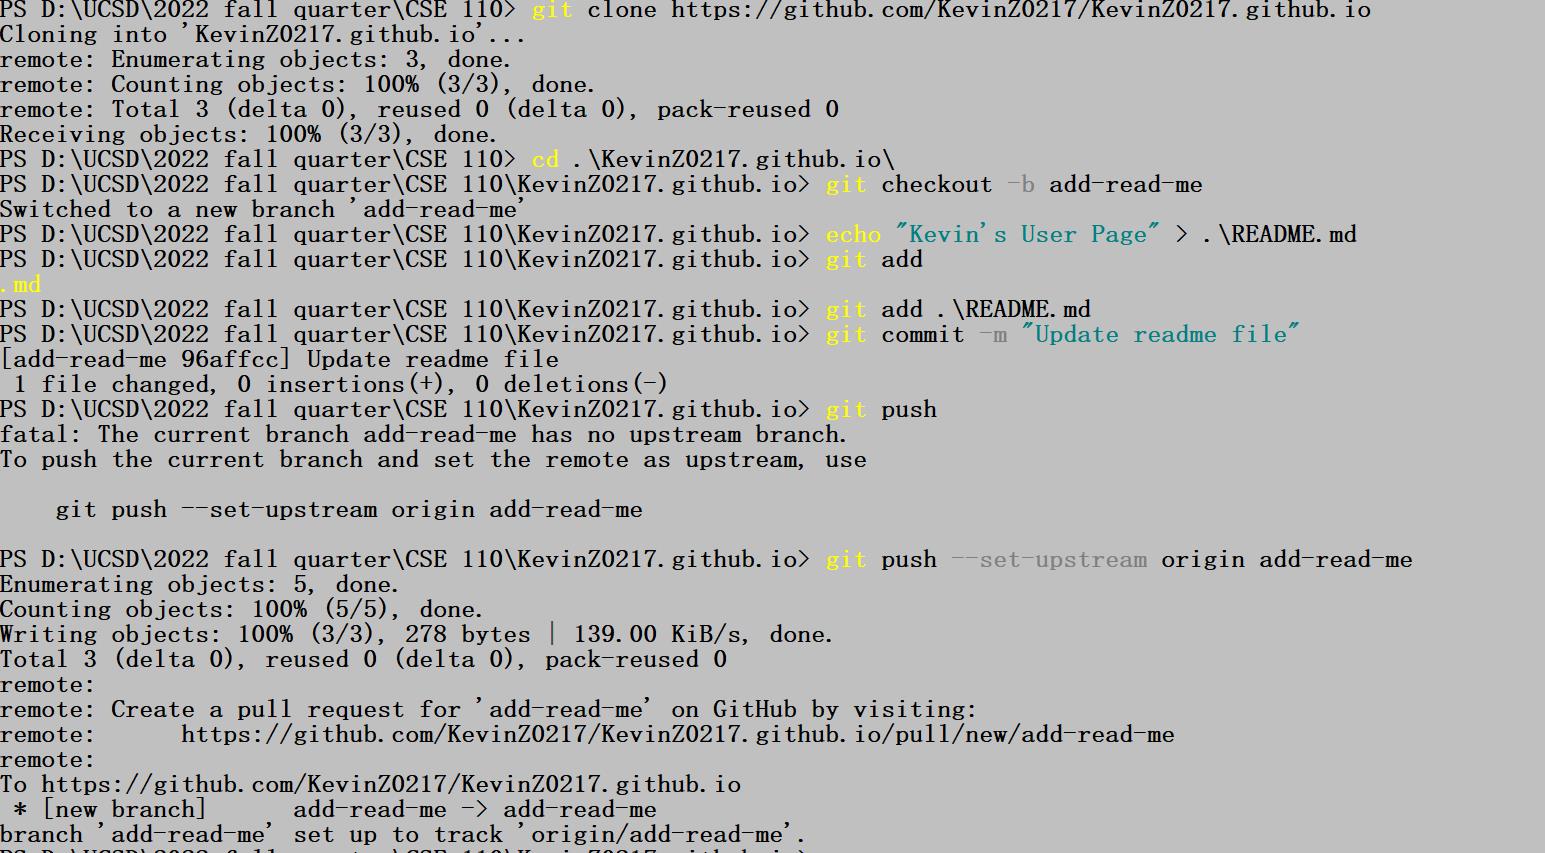 PS D:\UCSD\2022 fall quarter\CSE 110> git clone https://github.com/KevinZ0217/KevinZ0217.github.io
Cloning into 'KevinZ0217.github.io'...
remote: Enumerating objects: 3, done.
remote: Counting objects: 100% (3/3), done.
remote: Total 3 (delta 0), reused 0 (delta 0), pack-reused 0
Receiving objects: 100% (3/3), done.
PS D:\UCSD\2022 fall quarter\CSE 110> cd .\KevinZ0217.github.io\
PS D:\UCSD\2022 fall quarter\CSE 110\KevinZ0217.github.io> git checkout -b add-read-me
Switched to a new branch 'add-read-me'
PS D:\UCSD\2022 fall quarter\CSE 110\KevinZ0217.github.io> echo "Kevin's User Page" > .\README.md
PS D:\UCSD\2022 fall quarter\CSE 110\KevinZ0217.github.io> git add
.md
PS D:\UCSD\2022 fall quarter\CSE 110\KevinZ0217.github.io> git add .\README.md
PS D:\UCSD\2022 fall quarter\CSE 110\KevinZ0217.github.io> git commit -m "Update readme file"
[add-read-me 96affcc] Update readme file
 1 file changed, 0 insertions(+), 0 deletions(-)
PS D:\UCSD\2022 fall quarter\CSE 110\KevinZ0217.github.io> git push
fatal: The current branch add-read-me has no upstream branch.
To push the current branch and set the remote as upstream, use
    git push --set-upstream origin add-read-me
PS D:\UCSD\2022 fall quarter\CSE 110\KevinZ0217.github.io> git push --set-upstream origin add-read-me
Enumerating objects: 5, done.
Counting objects: 100% (5/5), done.
Writing objects: 100% (3/3), 278 bytes | 139.00 KiB/s, done.
Total 3 (delta 0), reused 0 (delta 0), pack-reused 0
remote:
remote: Create a pull request for 'add-read-me' on GitHub by visiting:
remote:      https://github.com/KevinZ0217/KevinZ0217.github.io/pull/new/add-read-me
remote:
To https://github.com/KevinZ0217/KevinZ0217.github.io
 * [new branch]      add-read-me -> add-read-me
branch 'add-read-me' set up to track 'origin/add-read-me'.